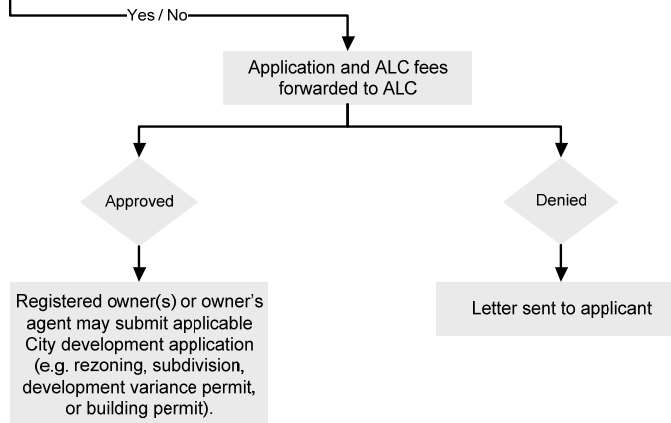 Yes / No
Application and ALC fees
forwarded to ALC
Approved
Denied
Registered owner(s) or owner's
agent may submit applicable
City development application
(e.g. rezoning, subdivision,
development variance permit,
or building permit).
Letter sent to applicant